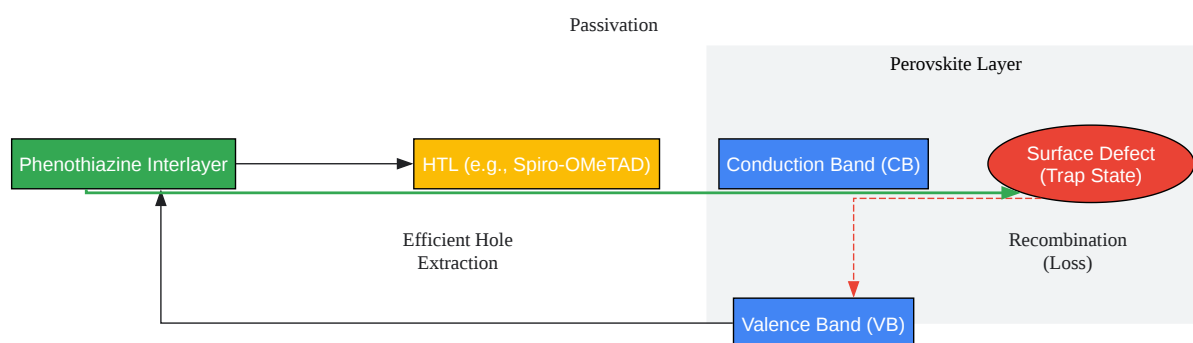 Passivation
Perovskite Layer
Phenothiazine Interlayer
HTL (e.g., Spiro-OMeTAD)
Conduction Band (CB)
Surface Defect
(Trap State)
Efficient Hole
Extraction
Recombination
(Loss)
Valence Band (VB)